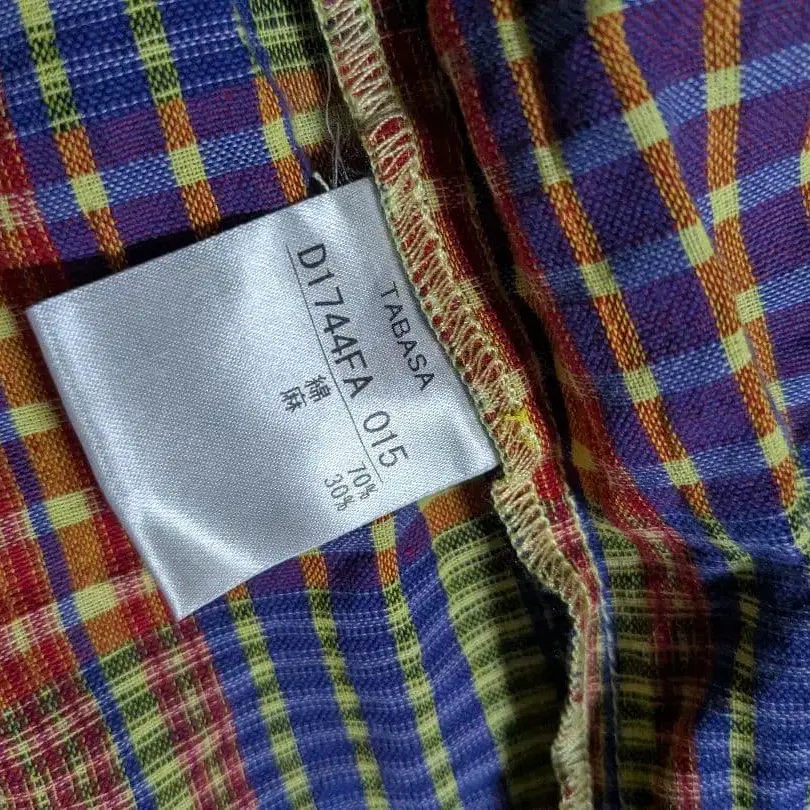 TABASA
D1744FA 015
綿 70%
麻 30%